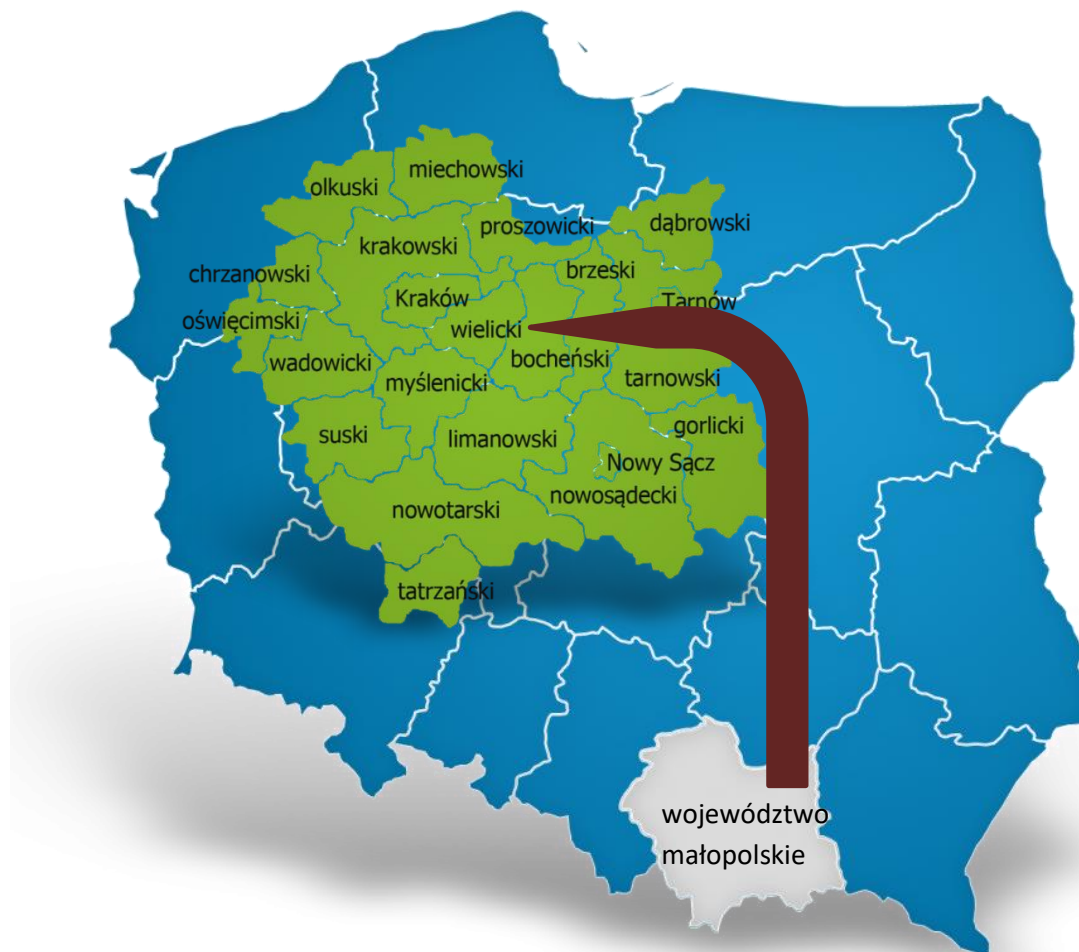 miechowski
olkuski
proszowicki
dąbrowski
krakowski
chrzanowski
brzeski
Kraków
Tarnów
oświęcimski
wielicki
wadowicki
bocheński
myślenicki
tarnowski
suski
limanowski
gorlicki
Nowy Sącz
nowosądecki
nowotarski
tatrzański
województwo
małopolskie